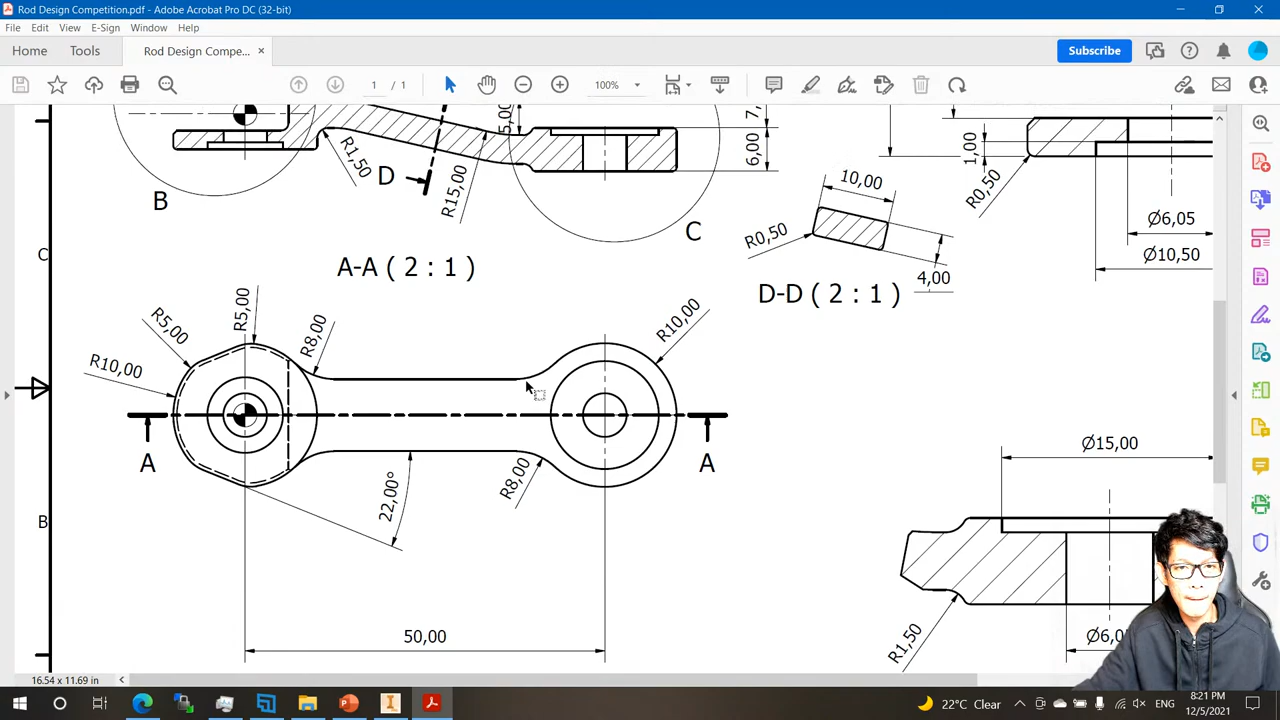 Rod Design Competition.pdf - Adobe Acrobat Pro DC (32-bit)
File Edit View E-Sign Window Help
Home Tools Rod Design Compe... ×
Subscribe
1 / 1
100%
B
C
D
R1,50
R15,00
5,00
7,
6,00
A-A ( 2 : 1 )
10,00
R0,50
4,00
D-D ( 2 : 1 )
1,00
R0,50
Ø6,05
Ø10,50
C
R10,00
R5,00
R5,00
R8,00
R10,00
A
A
22,00°
R8,00
50,00
B
Ø15,00
R1,50
Ø6,0
16.54 x 11.69 in
22°C Clear
ENG
8:21 PM
12/5/2021